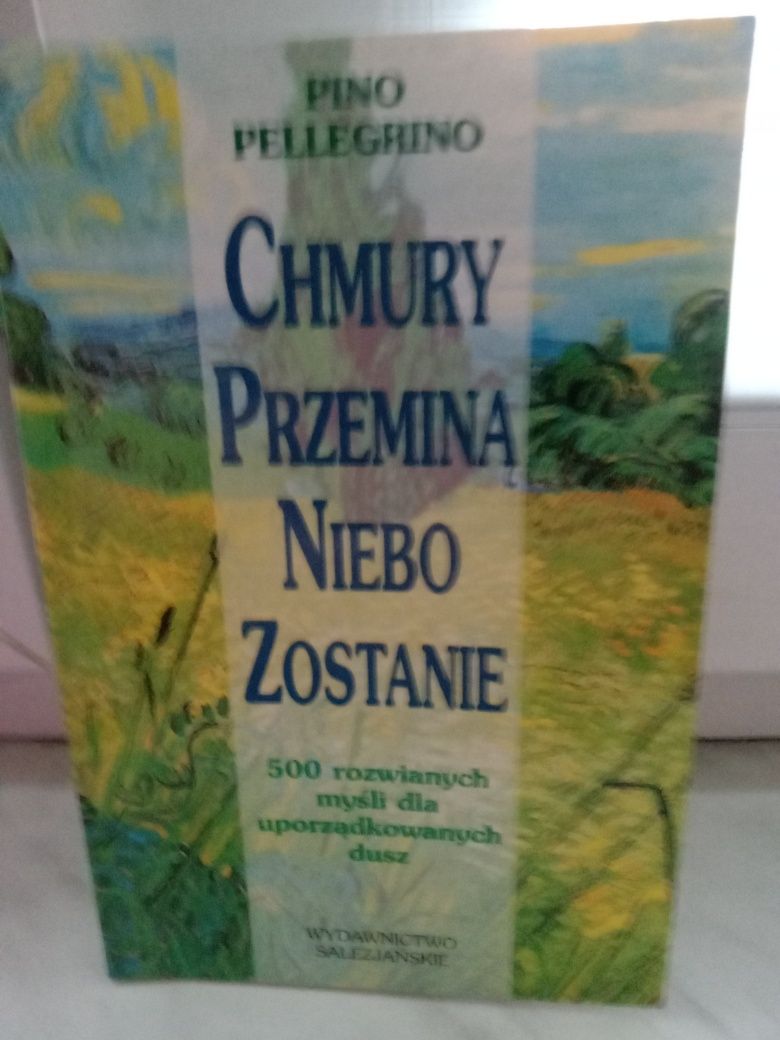 PINO
PELLEGRINO
CHMURY
PRZEMINĄ
NIEBO
ZOSTANIE
500 rozwianych
myśli dla
uporządkowanych
dusz
WYDAWNICTWO
SALEZJAŃSKIE